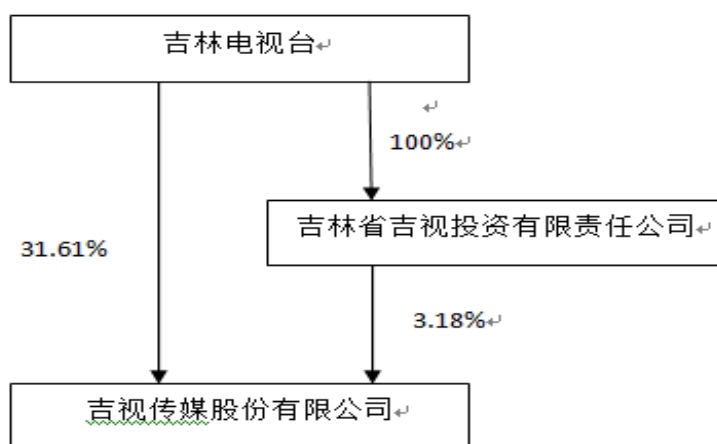 吉林电视台
100%
吉林省吉视投资有限责任公司
31.61%
3.18%
吉视传媒股份有限公司